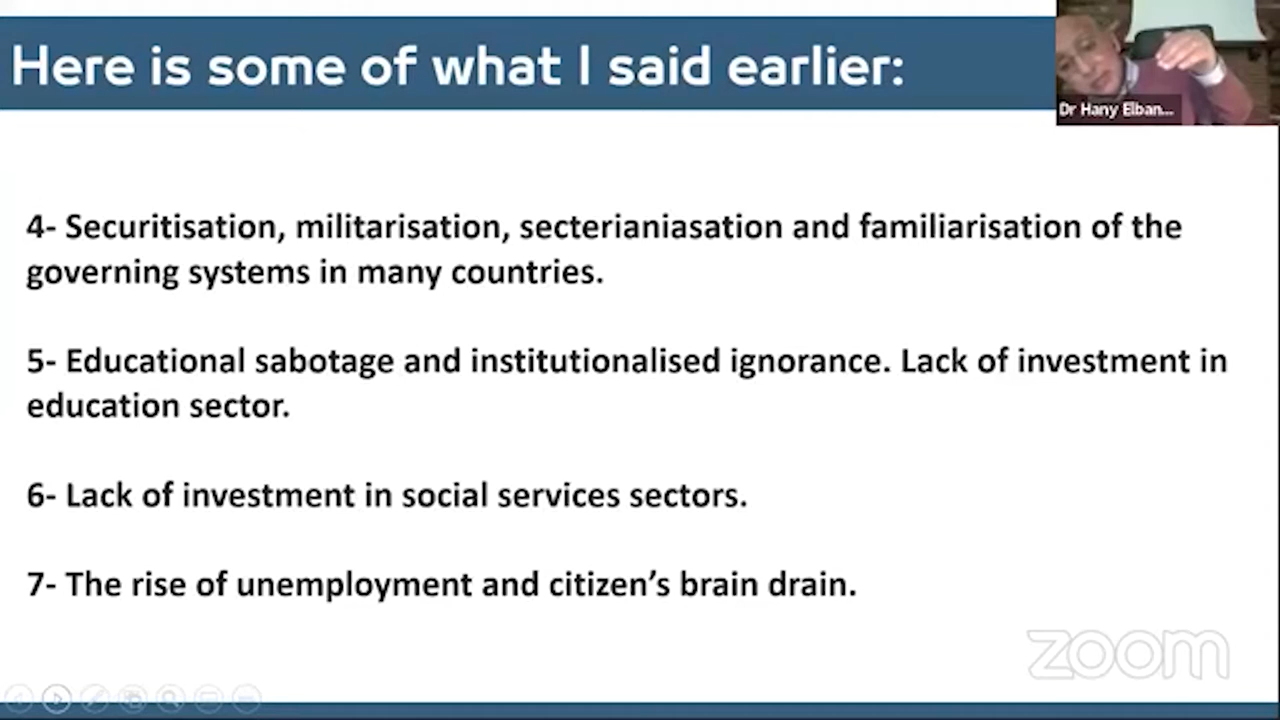 Here is some of what I said earlier:
Dr Hany Elban...
4- Securitisation, militarisation, secterianiasation and familiarisation of the
governing systems in many countries.
5- Educational sabotage and institutionalised ignorance. Lack of investment in
education sector.
6- Lack of investment in social services sectors.
7- The rise of unemployment and citizen’s brain drain.
zoom